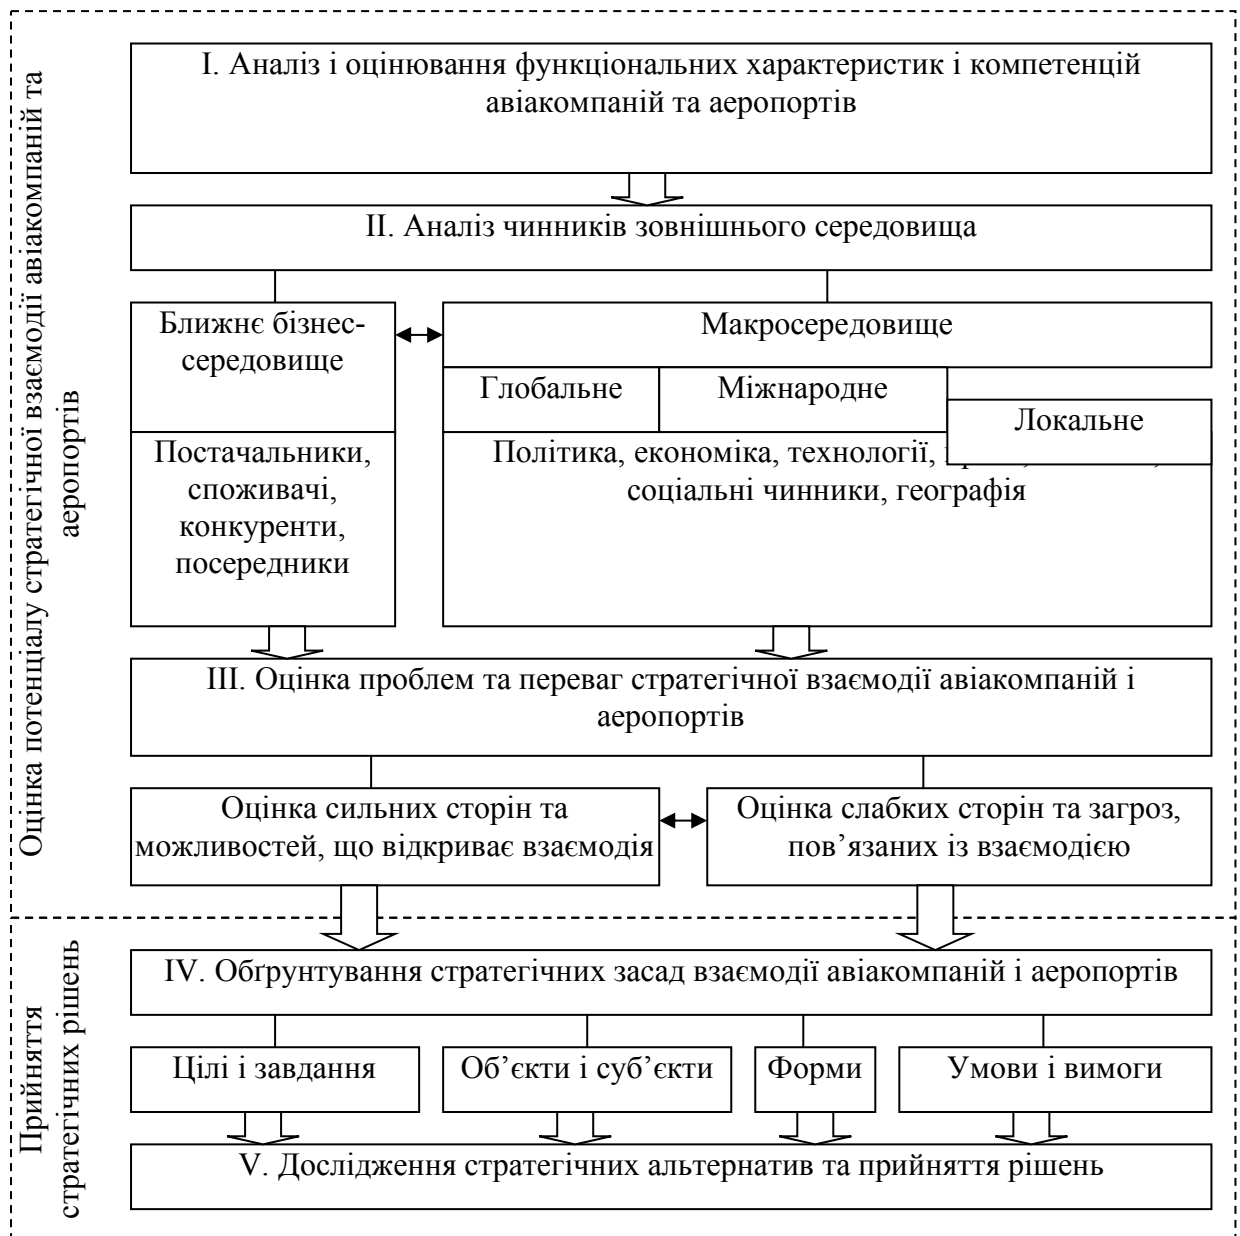 Оцінка потенціалу стратегічної взаємодії авіакомпаній та
аеропортів
І. Аналіз і оцінювання функціональних характеристик і компетенцій
авіакомпаній та аеропортів
ІІ. Аналіз чинників зовнішнього середовища
Ближнє бізнес-
середовище
Макросередовище
Глобальне
Міжнародне
Локальне
Постачальники,
споживачі,
конкуренти,
посередники
Політика, економіка, технології,
соціальні чинники, географія
ІІІ. Оцінка проблем та переваг стратегічної взаємодії авіакомпаній і
аеропортів
Оцінка сильних сторін та
можливостей, що відкриває взаємодія
Оцінка слабких сторін та загроз,
пов’язаних із взаємодією
Прийняття
стратегічних рішень
IV. Обґрунтування стратегічних засад взаємодії авіакомпаній і аеропортів
Цілі і завдання
Об’єкти і суб’єкти
Форми
Умови і вимоги
V. Дослідження стратегічних альтернатив та прийняття рішень